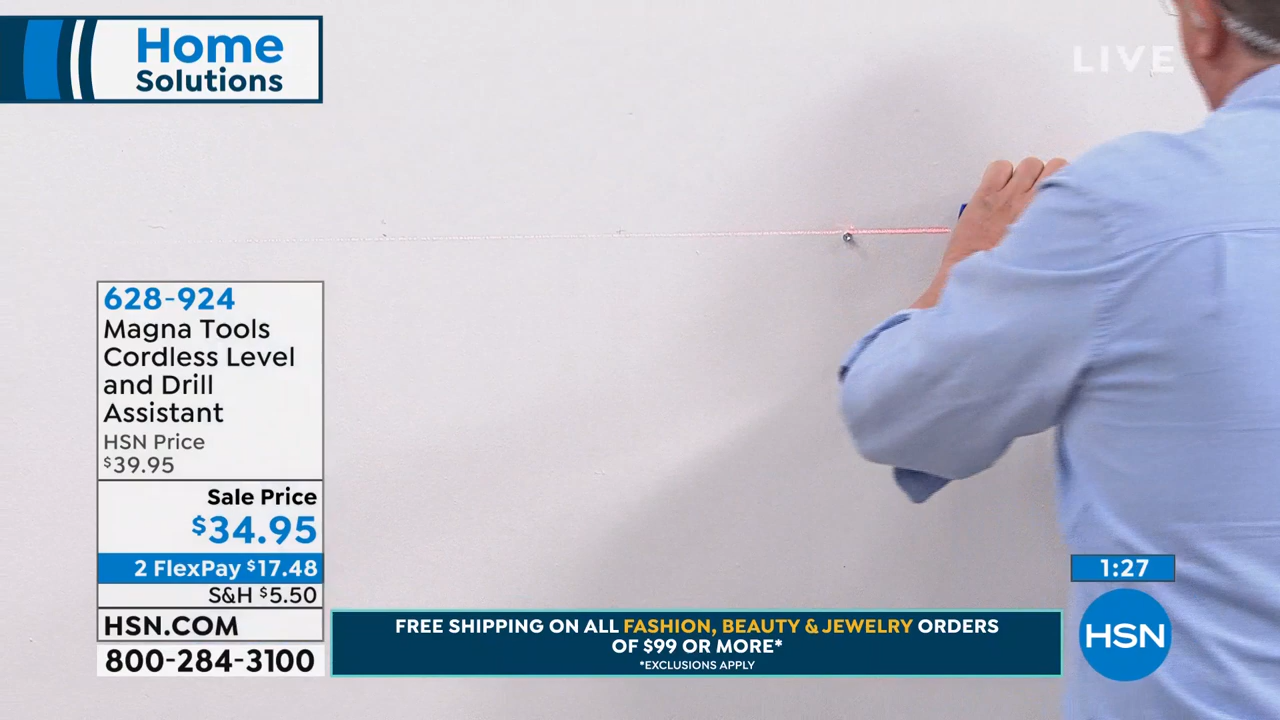 Home
Solutions
LIVE
628-924
Magna Tools
Cordless Level
and Drill
Assistant
HSN Price
$39.95
Sale Price
$34.95
2 FlexPay $17.48
S&H $5.50
HSN.COM
800-284-3100
FREE SHIPPING ON ALL FASHION, BEAUTY & JEWELRY ORDERS
OF $99 OR MORE*
*EXCLUSIONS APPLY
1:27
HSN